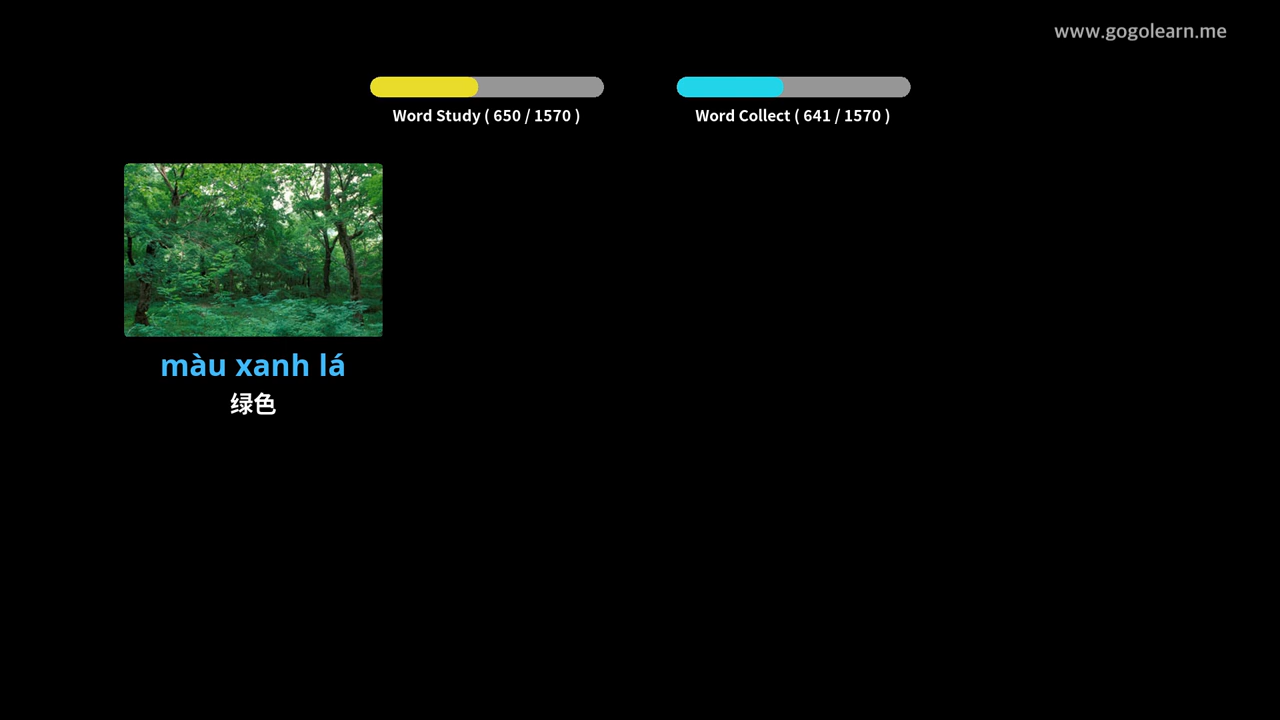 www.gogolearn.me
Word Study ( 650 / 1570 )
Word Collect ( 641 / 1570 )
màu xanh lá
绿色